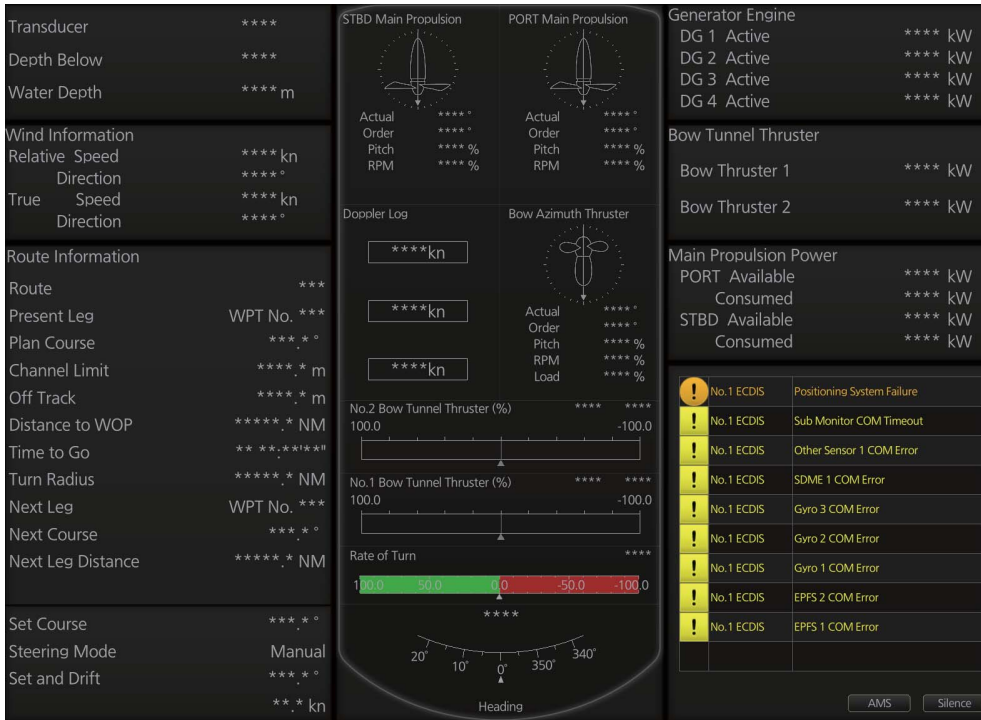 Transducer ****
Depth Below ****
Water Depth **** m
Wind Information
Relative Speed **** kn
Direction **** °
True Speed **** kn
Direction **** °
Route Information
Route ***
Present Leg WPT No. ***
Plan Course ***.* °
Channel Limit ****.* m
Off Track ****.* m
Distance to WOP *****.* NM
Time to Go ** **:**'**"
Turn Radius *****.* NM
Next Leg WPT No. ***
Next Course ***.* °
Next Leg Distance *****.* NM
Set Course ***.* °
Steering Mode Manual
Set and Drift ***.* °
**.* kn
STBD Main Propulsion
Actual **** °
Order **** °
Pitch **** %
RPM **** %
PORT Main Propulsion
Actual **** °
Order **** °
Pitch **** %
RPM **** %
Doppler Log
****kn
****kn
****kn
Bow Azimuth Thruster
Actual **** °
Order **** °
Pitch **** %
RPM **** %
Load **** %
No.2 Bow Tunnel Thruster (%) **** ****
100.0 -100.0
No.1 Bow Tunnel Thruster (%) **** ****
100.0 -100.0
Rate of Turn ****
100.0 50.0 0.0 -50.0 -100.0
****
20° 10° 0° 350° 340°
Heading
Generator Engine
DG 1 Active **** kW
DG 2 Active **** kW
DG 3 Active **** kW
DG 4 Active **** kW
Bow Tunnel Thruster
Bow Thruster 1 **** kW
Bow Thruster 2 **** kW
Main Propulsion Power
PORT Available **** kW
Consumed **** kW
STBD Available **** kW
Consumed **** kW
! No.1 ECDIS Positioning System Failure
! No.1 ECDIS Sub Monitor COM Timeout
! No.1 ECDIS Other Sensor 1 COM Error
! No.1 ECDIS SDME 1 COM Error
! No.1 ECDIS Gyro 3 COM Error
! No.1 ECDIS Gyro 2 COM Error
! No.1 ECDIS Gyro 1 COM Error
! No.1 ECDIS EPFS 2 COM Error
! No.1 ECDIS EPFS 1 COM Error
AMS Silence